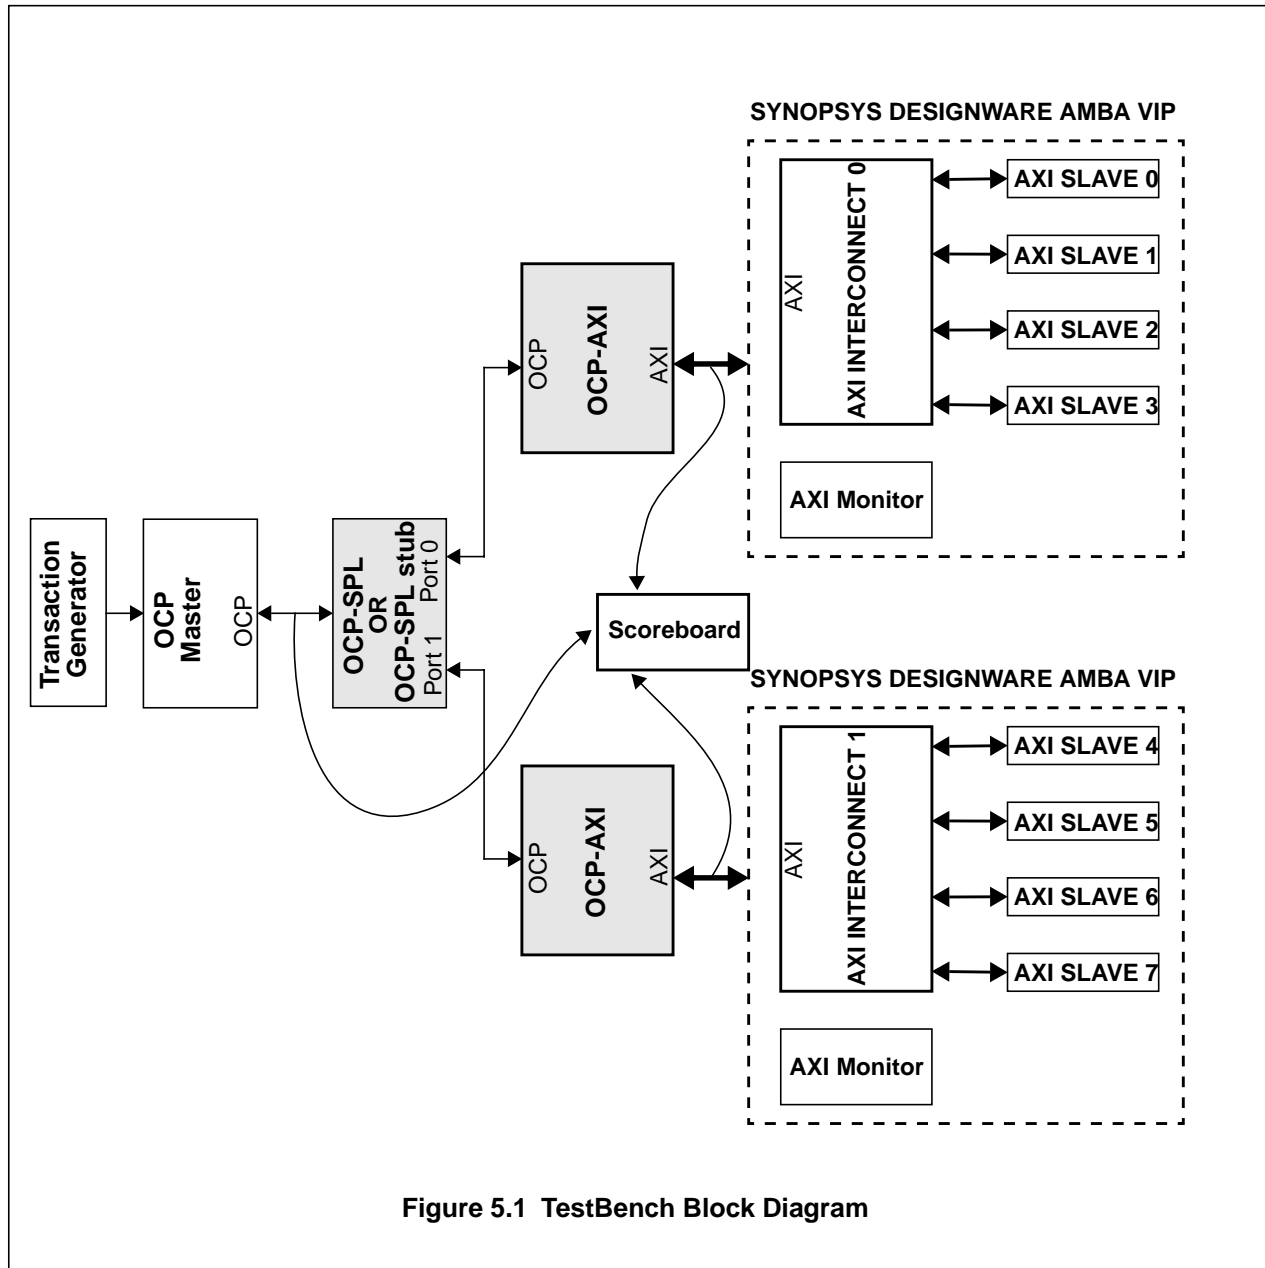 SYNOPSYS DESIGNWARE AMBA VIP
AXI INTERCONNECT 0
AXI
AXI SLAVE 0
AXI SLAVE 1
AXI SLAVE 2
AXI SLAVE 3
AXI Monitor
OCP
OCP-AXI
AXI
Transaction
Generator
OCP
Master
OCP
OCP-SPL
OR
OCP-SPL stub
Port 1
Port 0
Scoreboard
SYNOPSYS DESIGNWARE AMBA VIP
OCP
OCP-AXI
AXI
AXI
AXI INTERCONNECT 1
AXI SLAVE 4
AXI SLAVE 5
AXI SLAVE 6
AXI SLAVE 7
AXI Monitor
Figure 5.1 TestBench Block Diagram